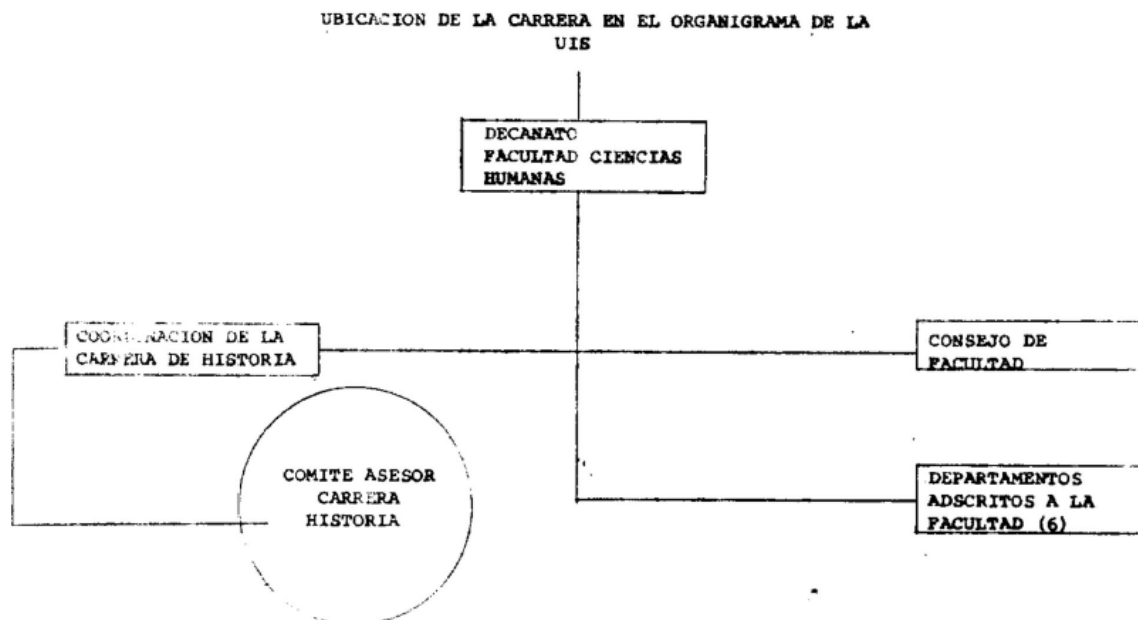 UBICACION DE LA CARRERA EN EL ORGANIGRAMA DE LA
UIS
DECANATO
FACULTAD CIENCIAS
HUMANAS
COORDINACION DE LA
CARRERA DE HISTORIA
CONSEJO DE
FACULTAD
COMITE ASESOR
CARRERA
HISTORIA
DEPARTAMENTOS
ADSCRITOS A LA
FACULTAD (6)